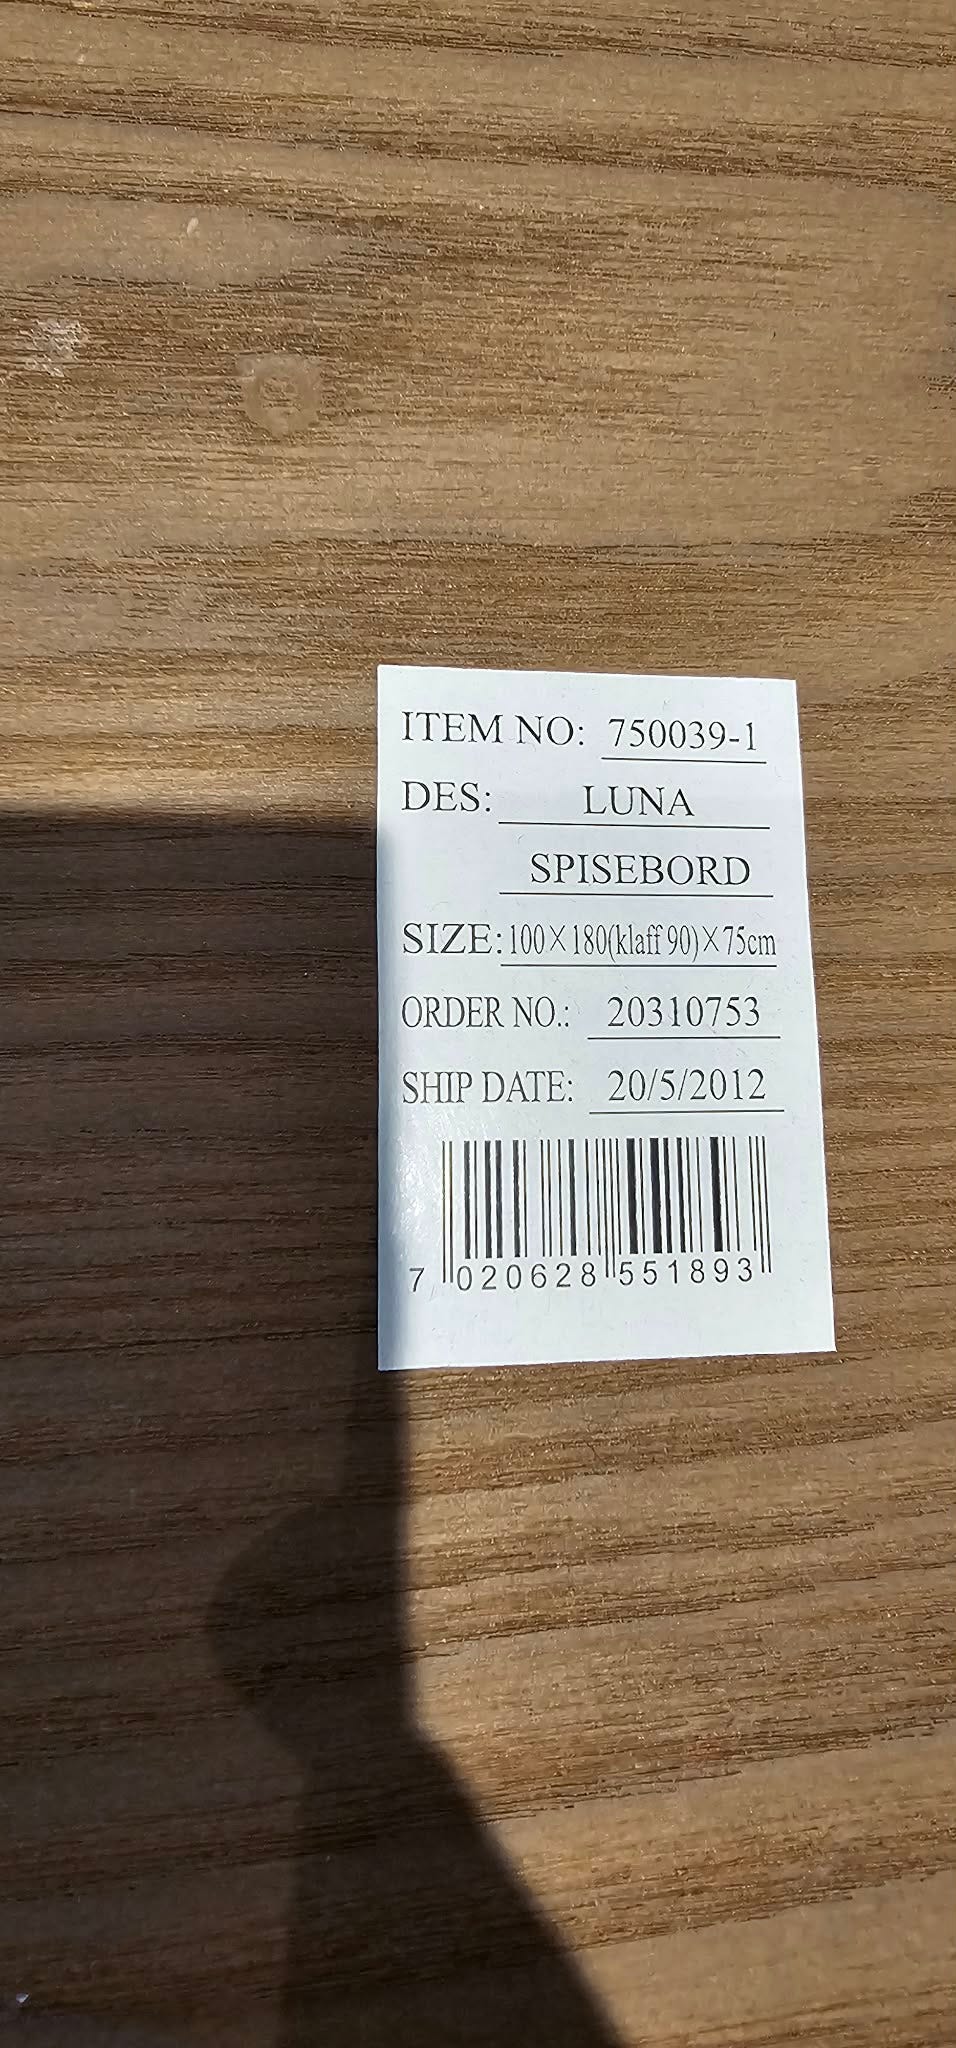 ITEM NO: 750039-1
DES: LUNA
SPISEBORD
SIZE: 100×180(klaff 90)×75cm
ORDER NO.: 20310753
SHIP DATE: 20/5/2012
7 020628 551893